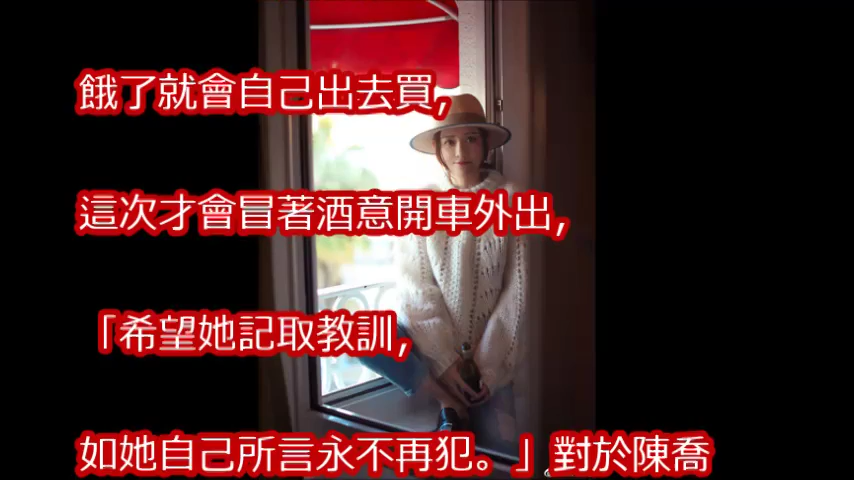 餓了就會自己出去買，
這次才會冒著酒意開車外出，
「希望她記取教訓，
如她自己所言永不再犯。」對於陳喬